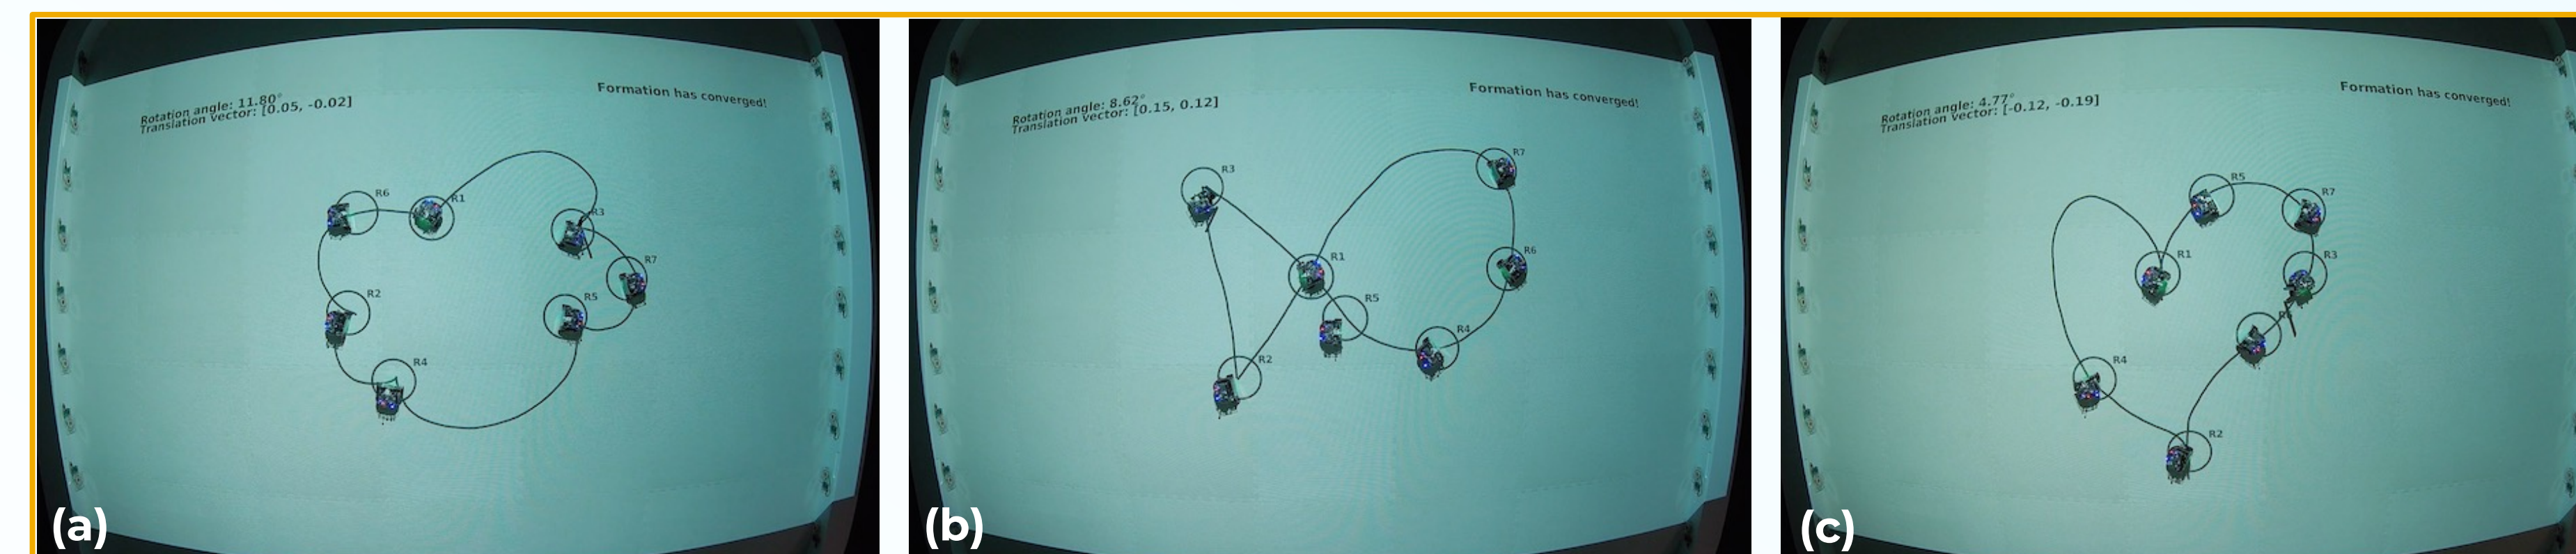 Rotation angle: 11.80°
Translation vector: [0.05, -0.02]
Formation has converged!
R6
R1
R3
R7
R2
R5
R4
(a)
Rotation angle: 8.62°
Translation vector: [0.15, 0.12]
Formation has converged!
R7
R3
R6
R1
R5
R4
R2
(b)
Rotation angle: 4.77°
Translation vector: [-0.12, -0.19]
Formation has converged!
R5
R7
R1
R3
R4
R2
(c)